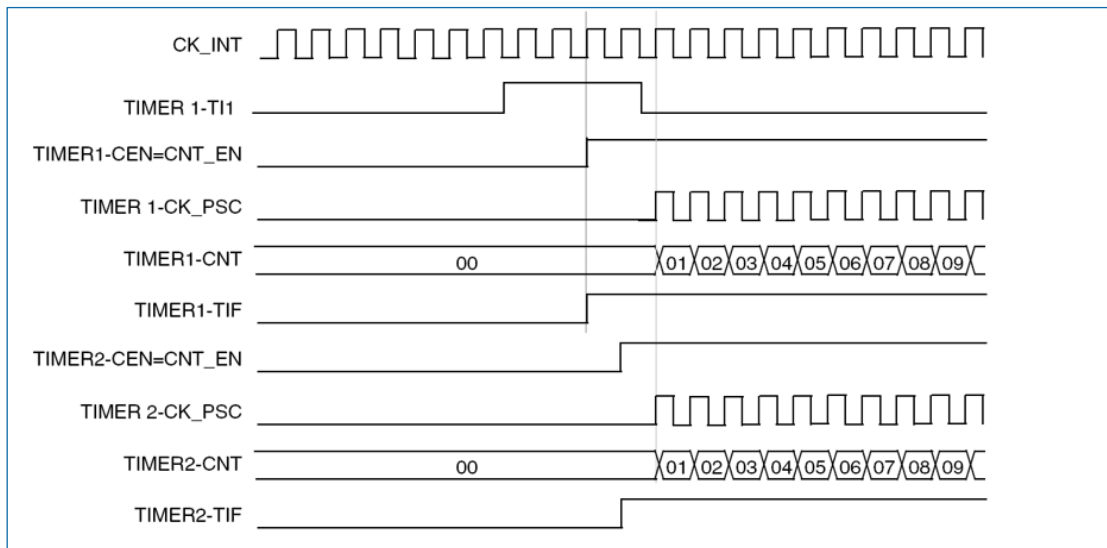 CK_INT
TIMER 1-TI1
TIMER1-CEN=CNT_EN
TIMER 1-CK_PSC
TIMER1-CNT 00 01 02 03 04 05 06 07 08 09
TIMER1-TIF
TIMER2-CEN=CNT_EN
TIMER 2-CK_PSC
TIMER2-CNT 00 01 02 03 04 05 06 07 08 09
TIMER2-TIF